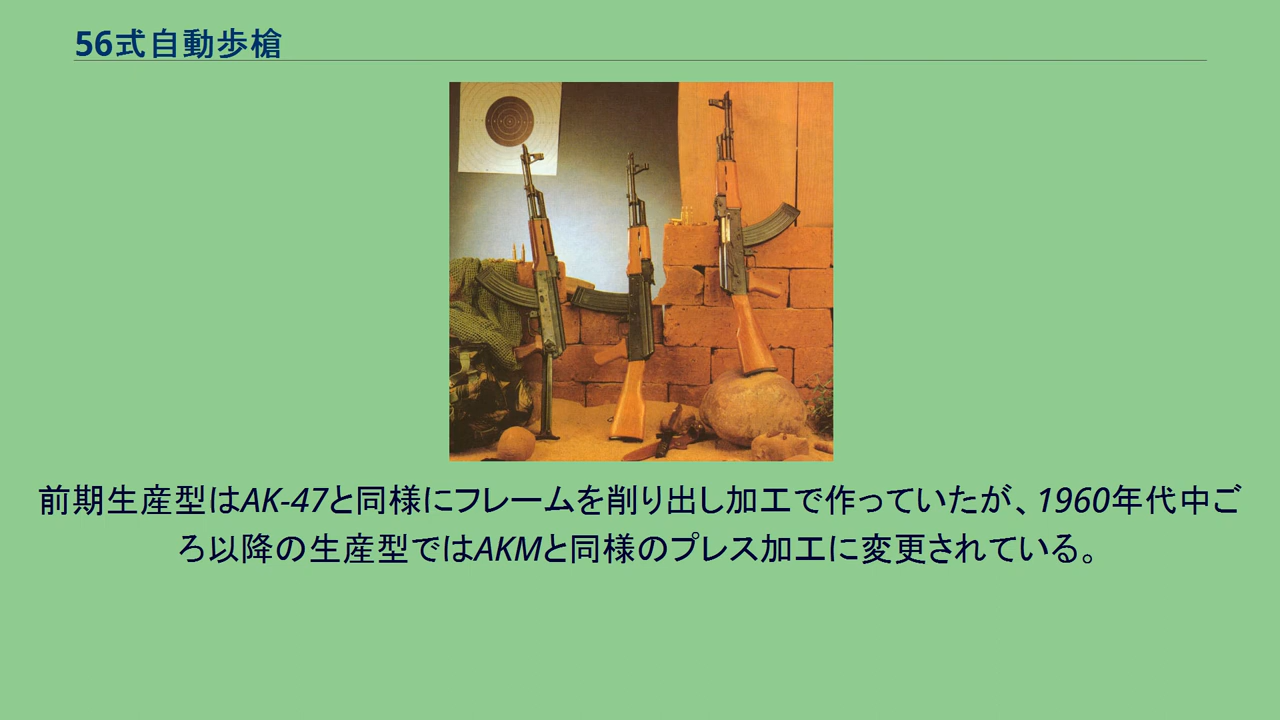 56式自動歩槍
前期生産型はAK-47と同様にフレームを削り出し加工で作っていたが、1960年代中ご
ろ以降の生産型ではAKMと同様のプレス加工に変更されている。